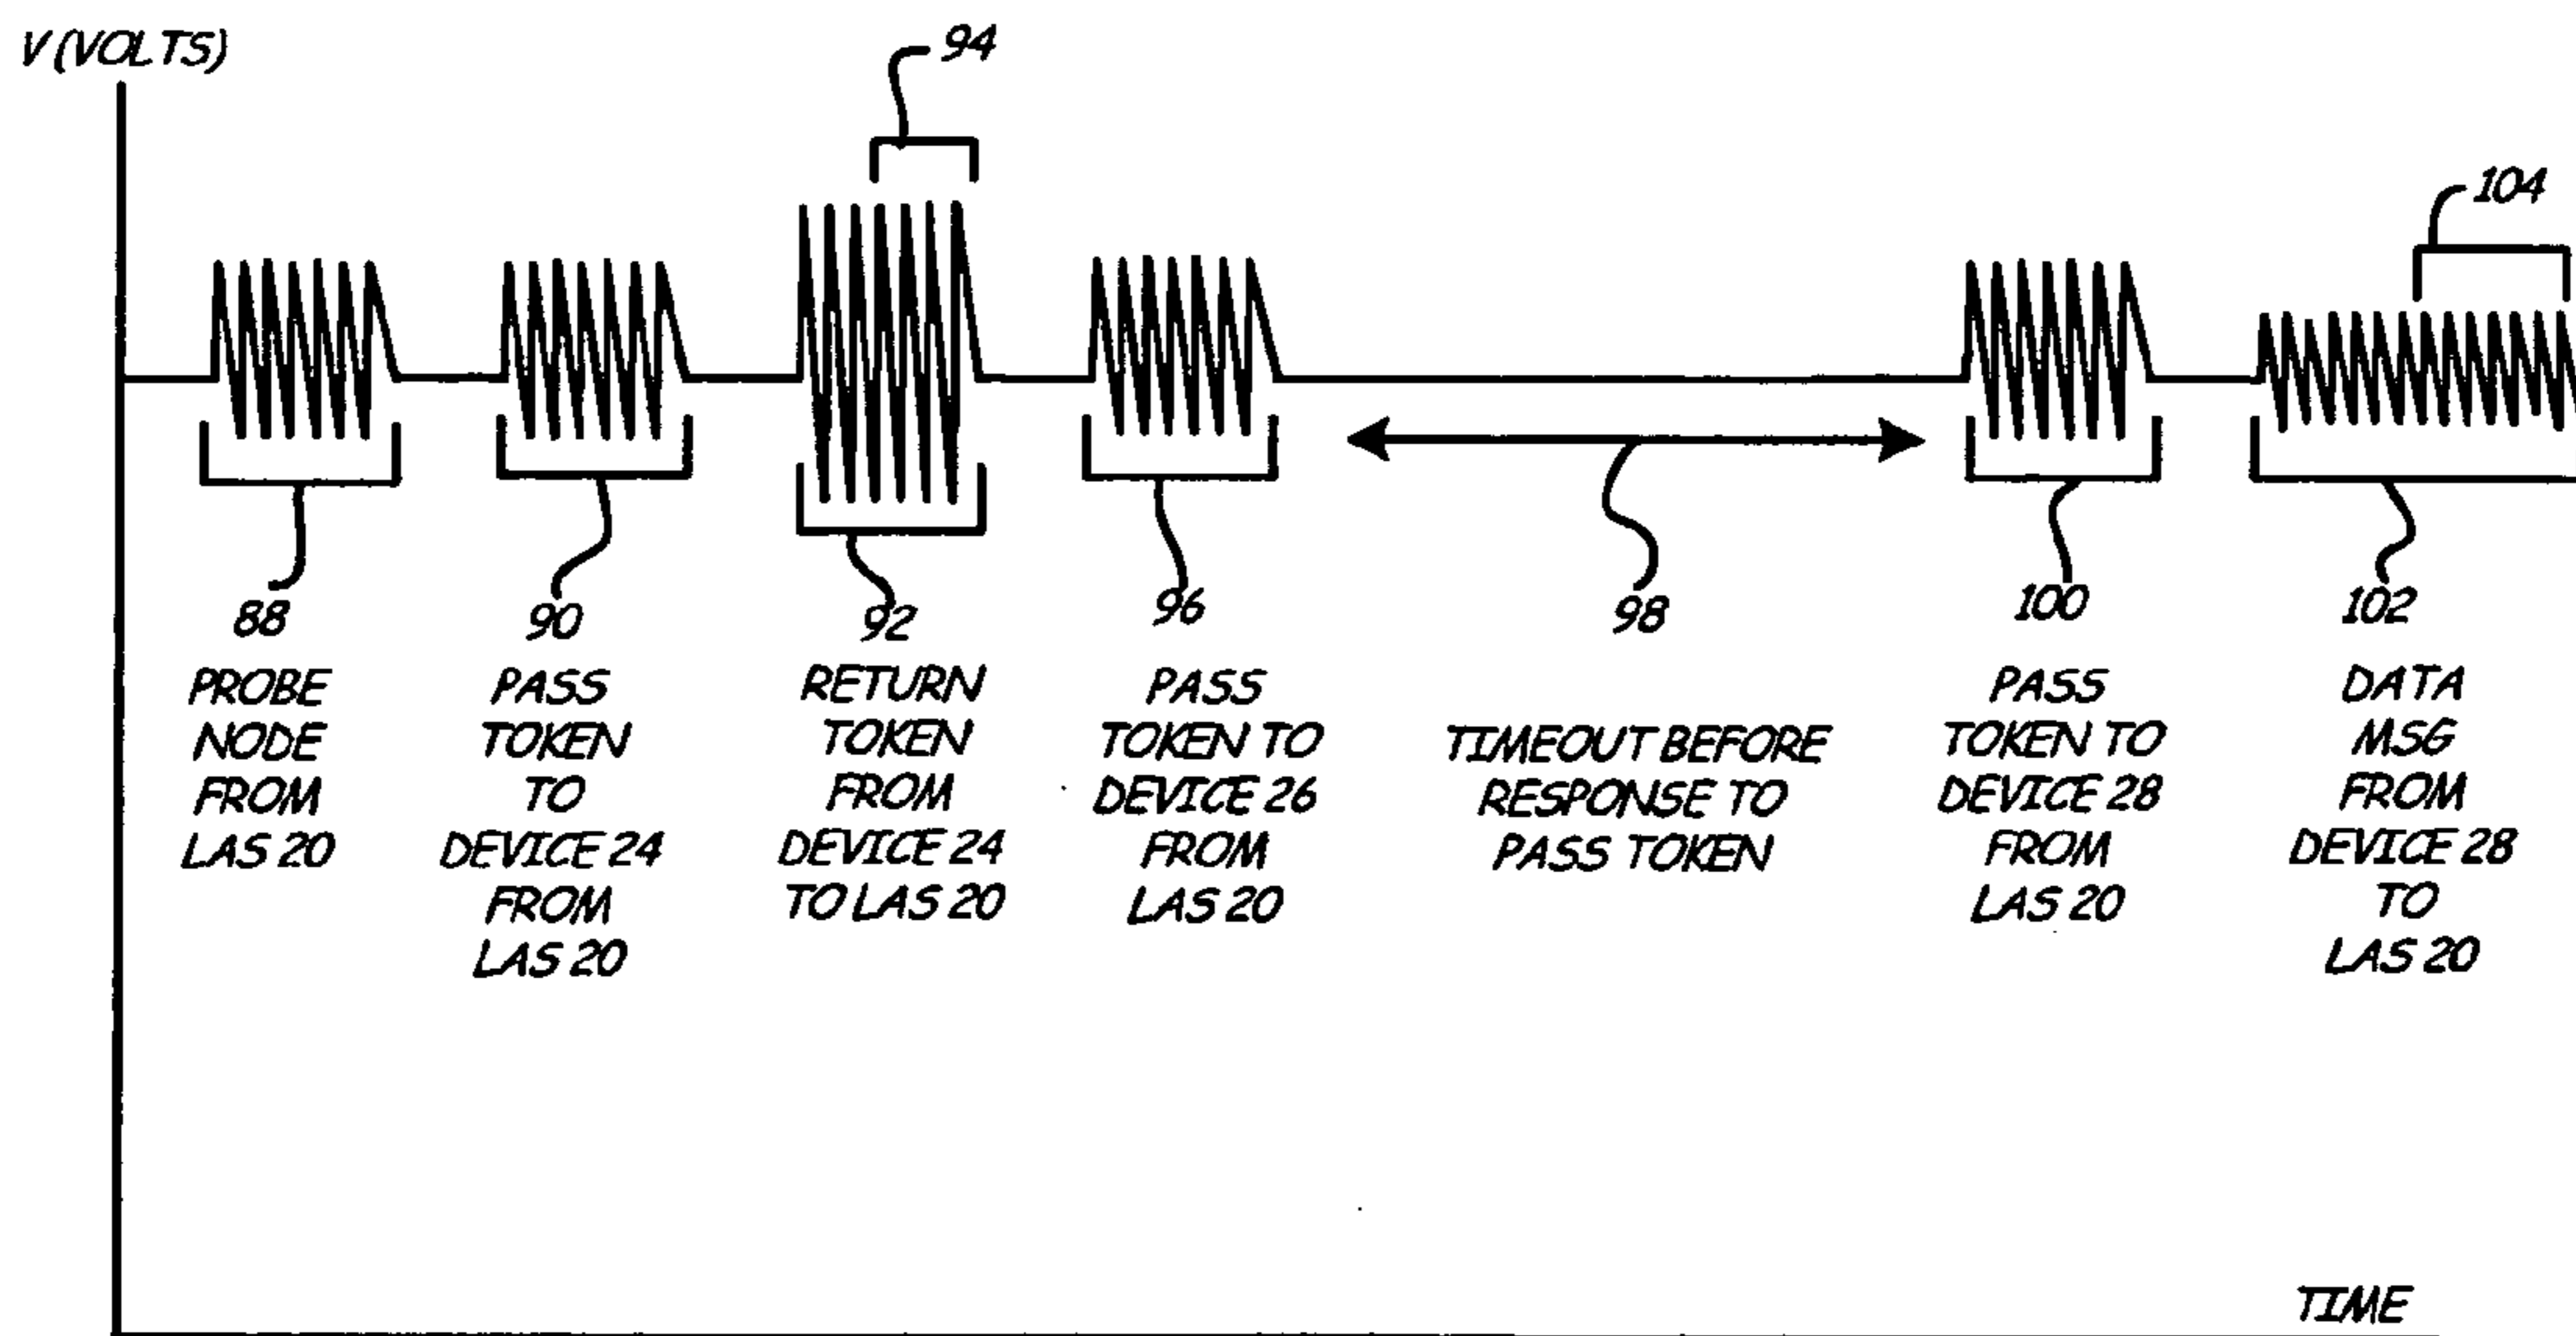 V (VOLTS)
94
104
88
90
92
96
98
100
102
PROBE
NODE
FROM
LAS 20
PASS
TOKEN
TO
DEVICE 24
FROM
LAS 20
RETURN
TOKEN
FROM
DEVICE 24
TO LAS 20
PASS
TOKEN TO
DEVICE 26
FROM
LAS 20
TIMEOUT BEFORE
RESPONSE TO
PASS TOKEN
PASS
TOKEN TO
DEVICE 28
FROM
LAS 20
DATA
MSG
FROM
DEVICE 28
TO
LAS 20
TIME